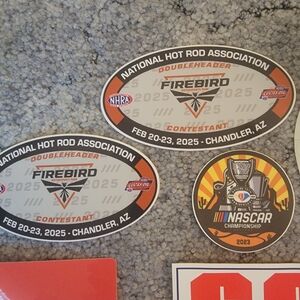 NATIONAL HOT ROD ASSOCIATION
DOUBLEHEADER
FIREBIRD
NHRA
2025 2025
CONTESTANT
FEB 20-23, 2025 • CHANDLER, AZ
NATIONAL HOT ROD ASSOCIATION
DOUBLEHEADER
FIREBIRD
CONTESTANT
FEB 20-23, 2025 • CHANDLER, AZ
NASCAR
CHAMPIONSHIP
2023